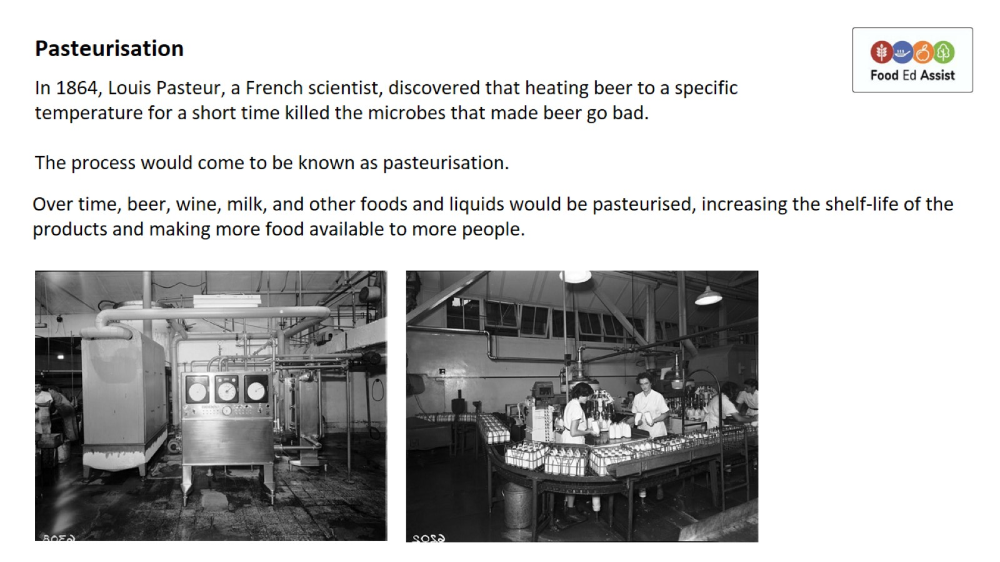 Pasteurisation
Food Ed Assist
In 1864, Louis Pasteur, a French scientist, discovered that heating beer to a specific
temperature for a short time killed the microbes that made beer go bad.
The process would come to be known as pasteurisation.
Over time, beer, wine, milk, and other foods and liquids would be pasteurised, increasing the shelf-life of the
products and making more food available to more people.